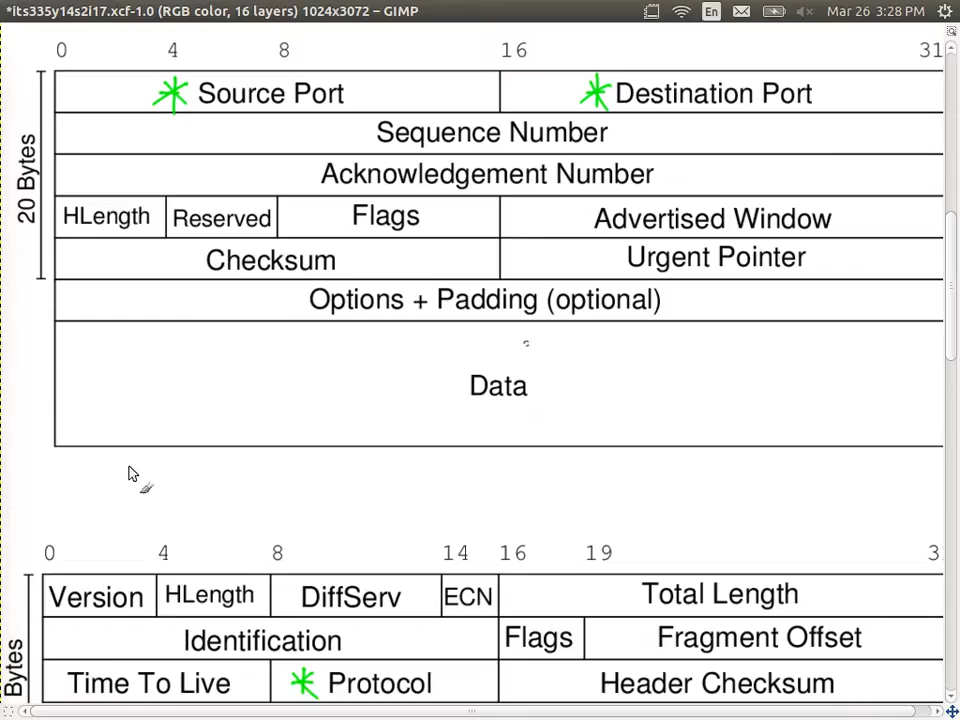 *its335y14s2i17.xcf-1.0 (RGB color, 16 layers) 1024x3072 – GIMP En Mar 26 3:28 PM
0 4 8 16 31
Source Port Destination Port
Sequence Number
20 Bytes
Acknowledgement Number
HLength Reserved Flags Advertised Window
Checksum Urgent Pointer
Options + Padding (optional)
Data
0 4 8 14 16 19 3
Version HLength DiffServ ECN Total Length
Identification Flags Fragment Offset
Bytes
Time To Live Protocol Header Checksum